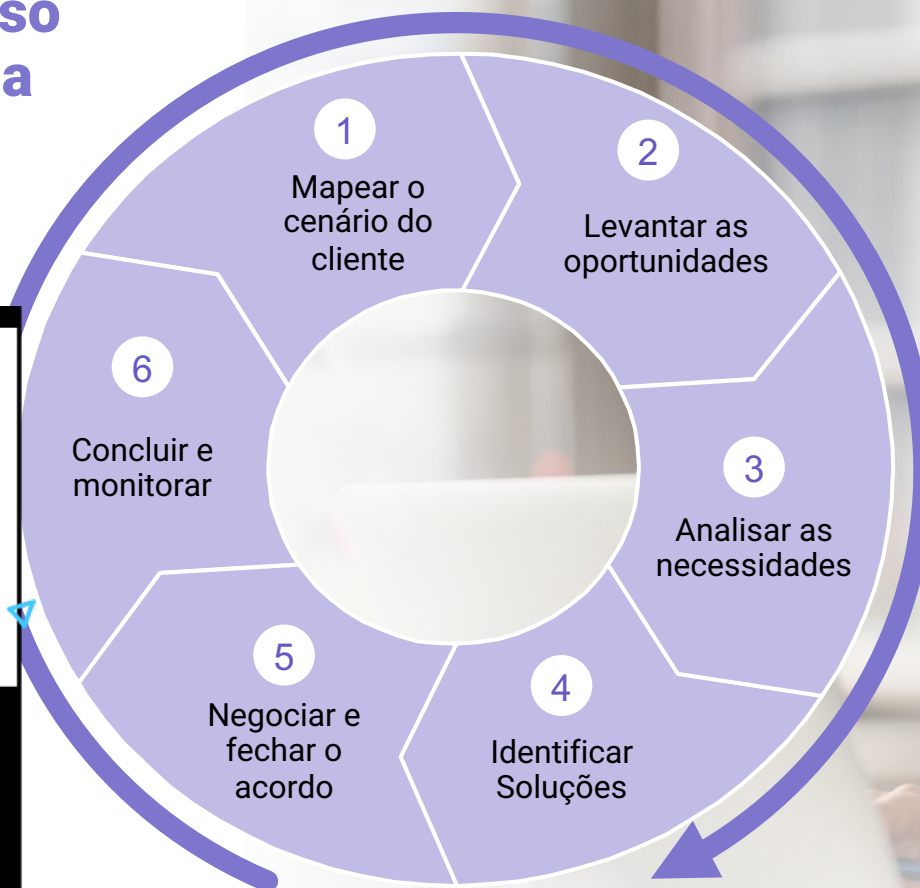 so
a
1
Mapear o
cenário do
cliente
2
Levantar as
oportunidades
3
Analisar as
necessidades
4
Identificar
Soluções
5
Negociar e
fechar o
acordo
6
Concluir e
monitorar